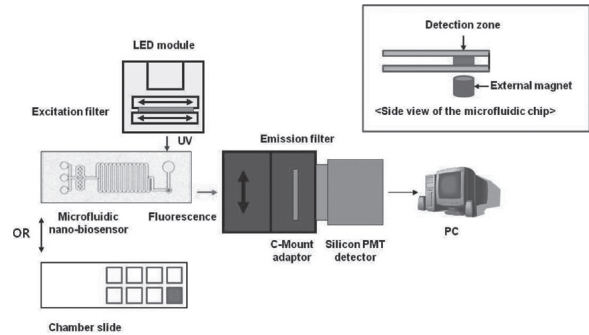 LED module
Excitation filter
UV
Microfluidic
nano-biosensor
Fluorescence
OR
Chamber slide
Emission filter
C-Mount
adaptor
Silicon PMT
detector
PC
Detection zone
External magnet
<Side view of the microfluidic chip>